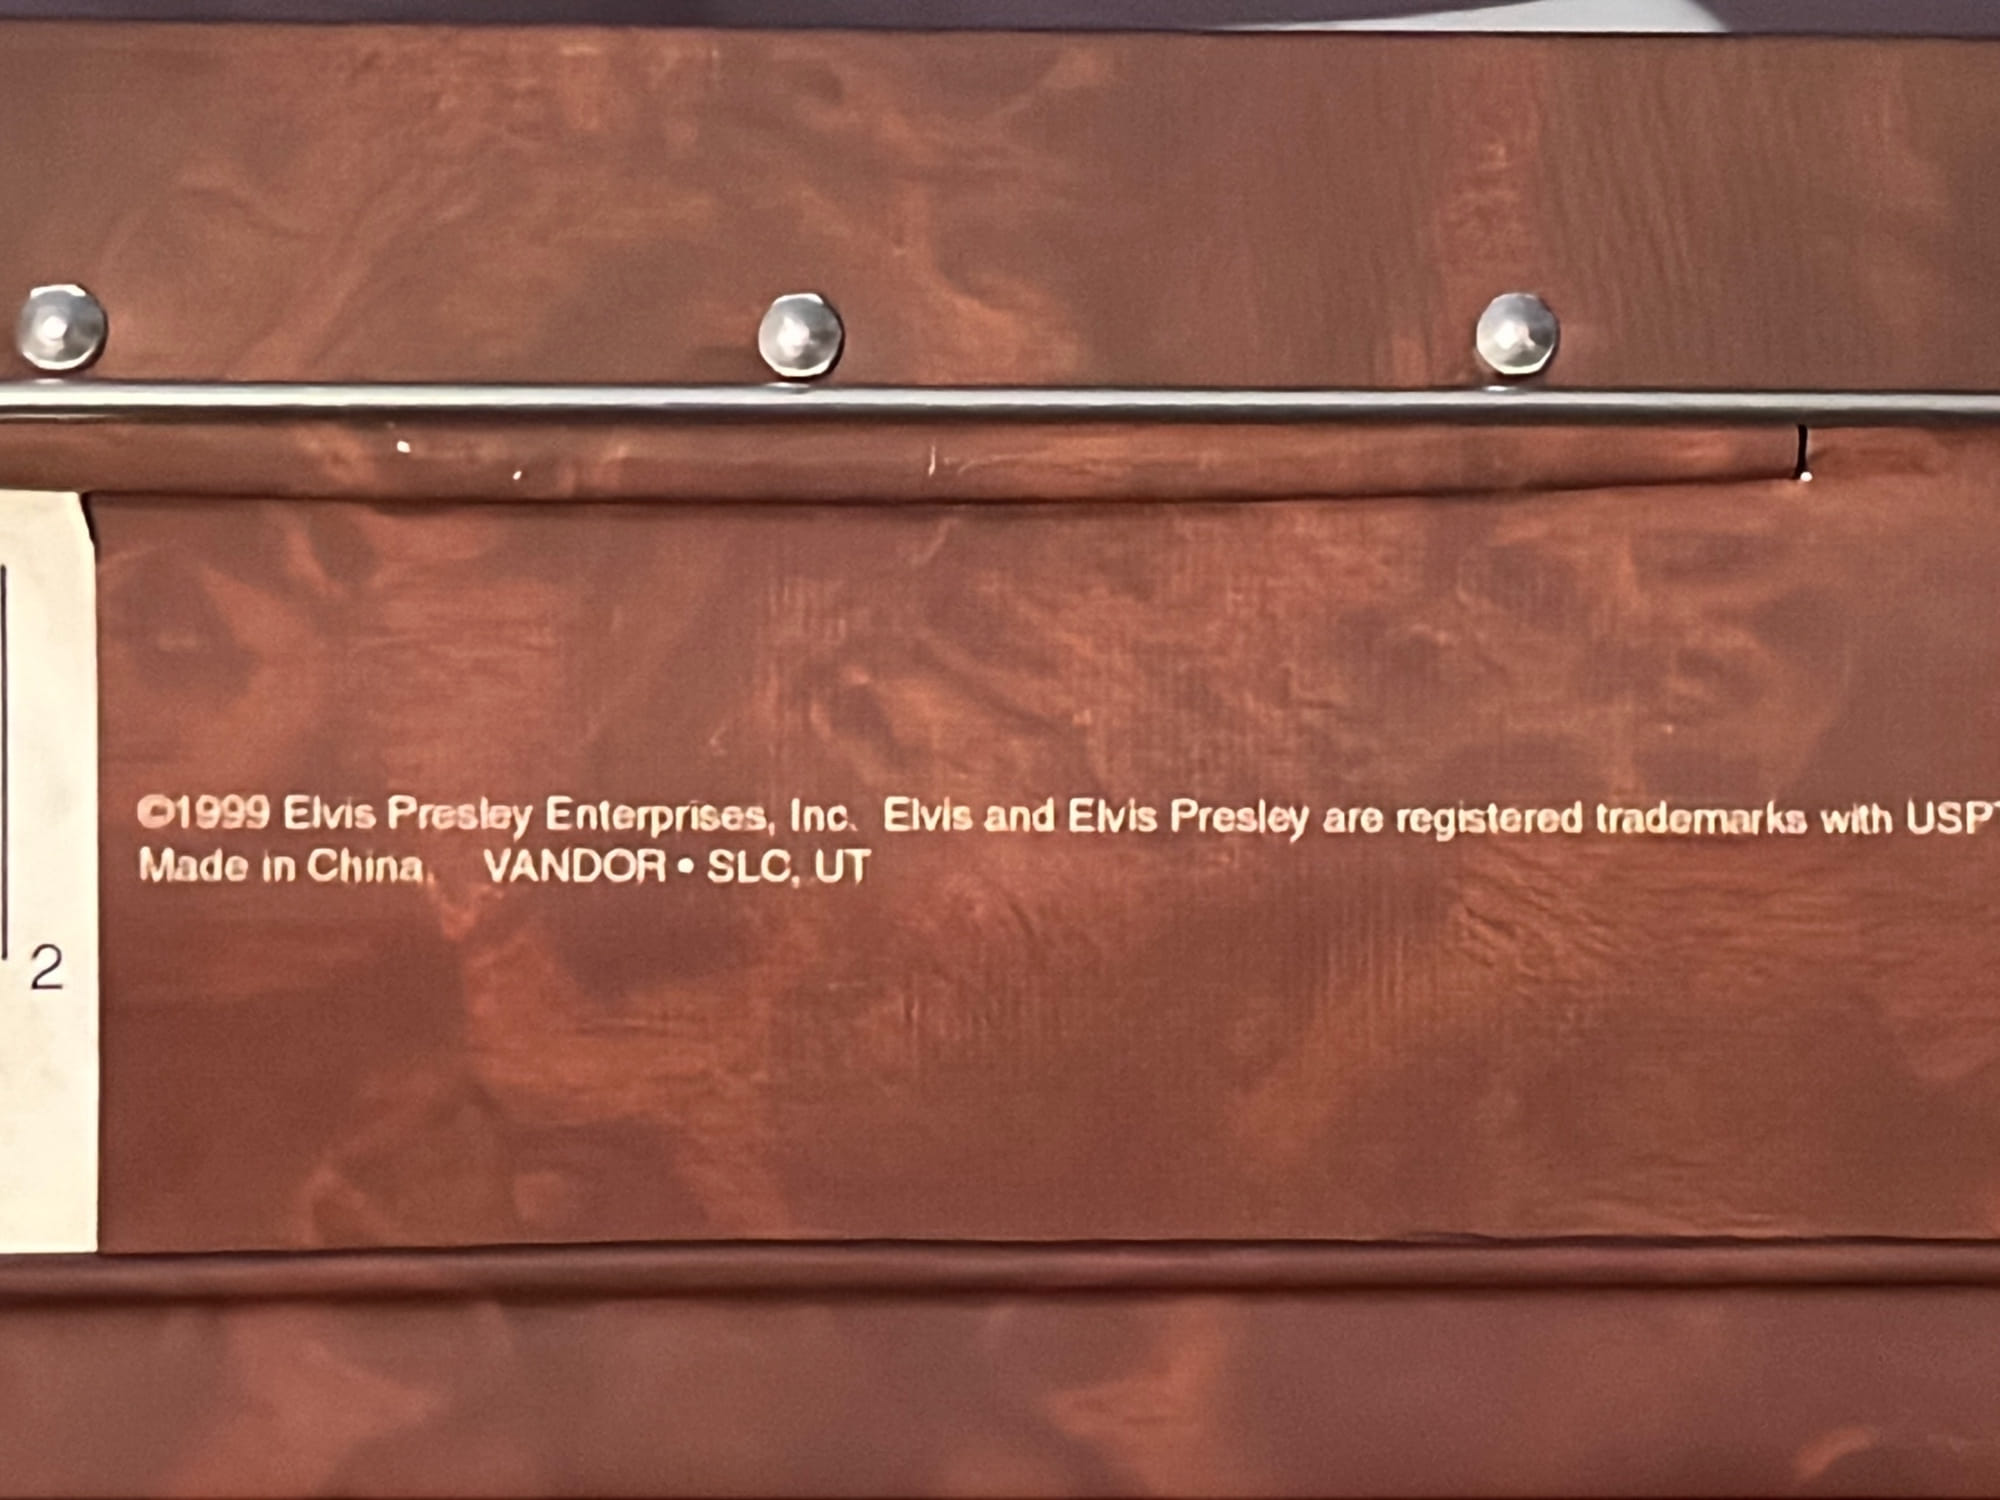 ©1999 Elvis Presley Enterprises, Inc. Elvis and Elvis Presley are registered trademarks with USPT
Made in China. VANDOR • SLC, UT
2